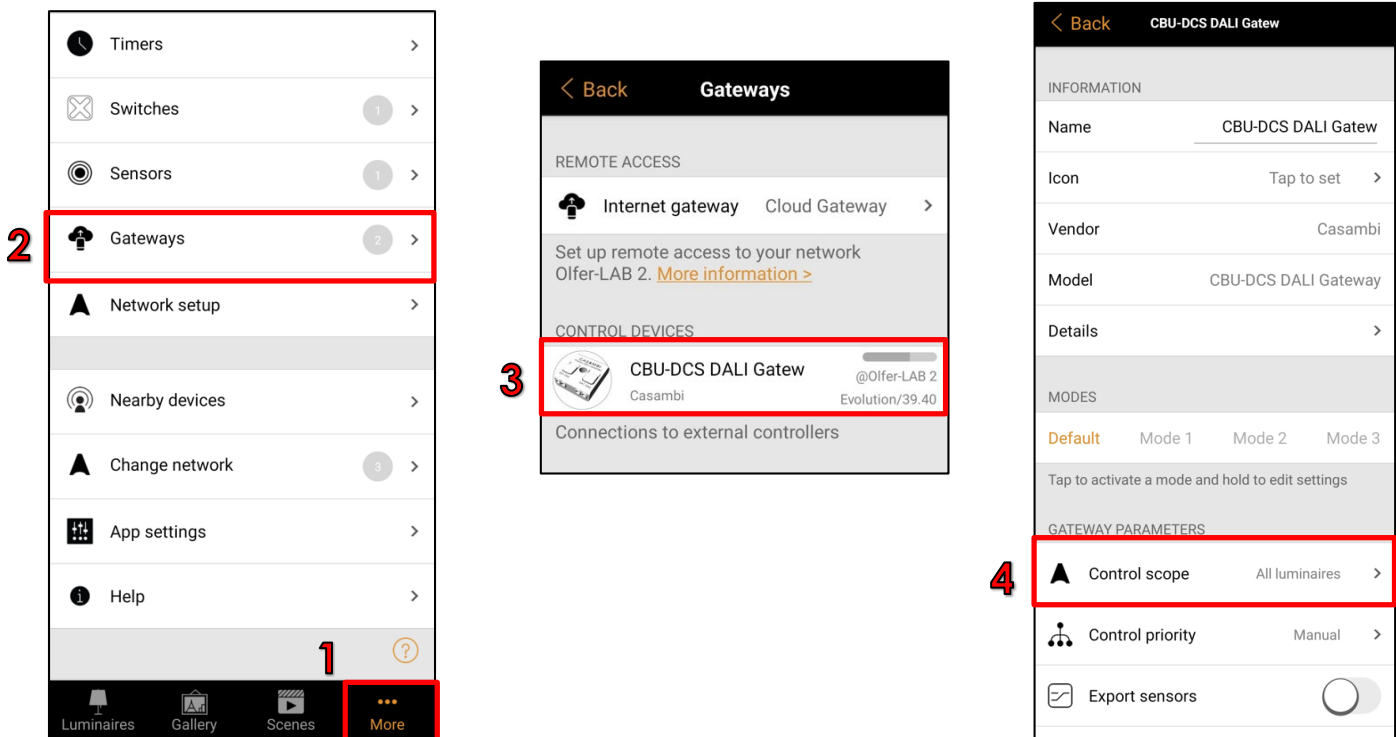 Timers
Switches 1
Sensors 1
2
Gateways 2
Network setup
Nearby devices
Change network 3
App settings
Help
?
1
Luminaires Gallery Scenes More
Back Gateways
REMOTE ACCESS
Internet gateway Cloud Gateway
Set up remote access to your network
Olfer-LAB 2. More information >
CONTROL DEVICES
3
CBU-DCS DALI Gatew
@Olfer-LAB 2
Casambi
Evolution/39.40
Connections to external controllers
Back CBU-DCS DALI Gatew
INFORMATION
Name CBU-DCS DALI Gatew
Icon Tap to set
Vendor Casambi
Model CBU-DCS DALI Gateway
Details
MODES
Default Mode 1 Mode 2 Mode 3
Tap to activate a mode and hold to edit settings
GATEWAY PARAMETERS
4
Control scope All luminaires
Control priority Manual
Export sensors